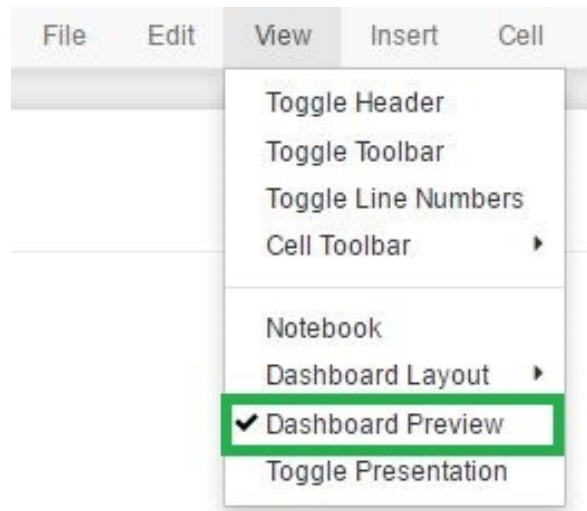 File Edit View Insert Cell
Toggle Header
Toggle Toolbar
Toggle Line Numbers
Cell Toolbar
Notebook
Dashboard Layout
Dashboard Preview
Toggle Presentation